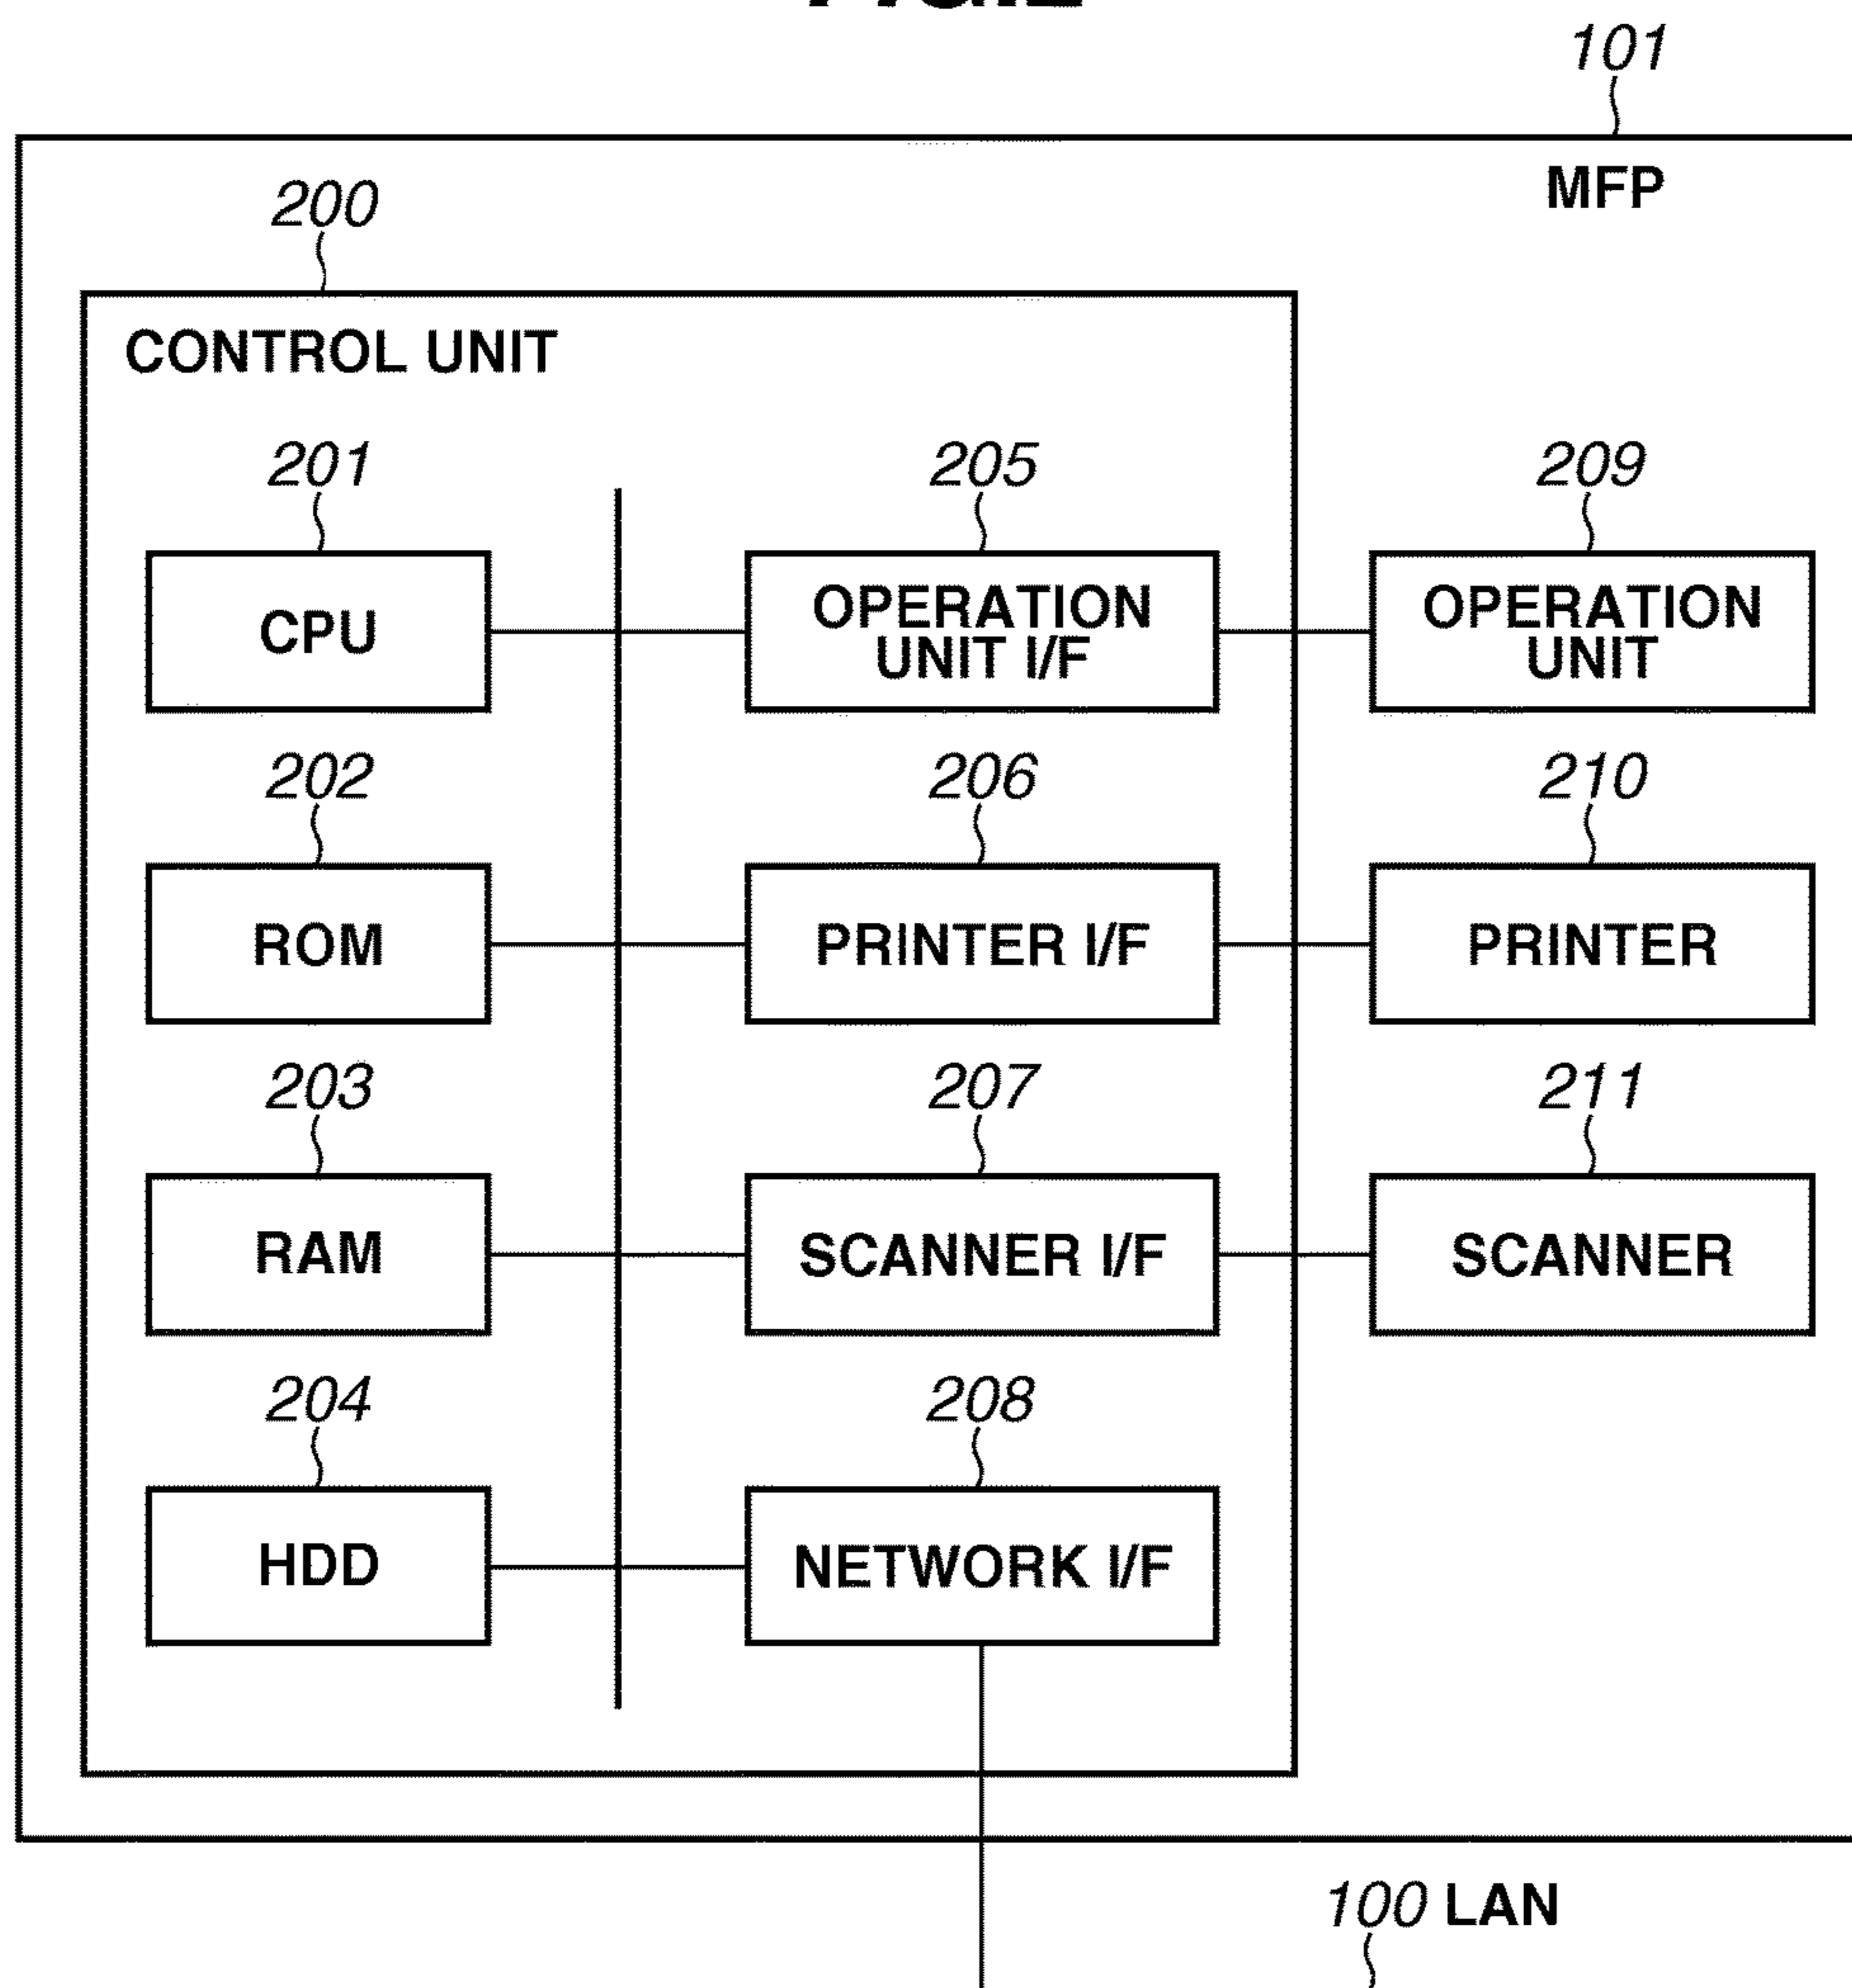 101
MFP
200
CONTROL UNIT
201
205
209
CPU
OPERATION
UNIT I/F
OPERATION
UNIT
202
206
210
ROM
PRINTER I/F
PRINTER
203
207
211
RAM
SCANNER I/F
SCANNER
204
208
HDD
NETWORK I/F
100 LAN